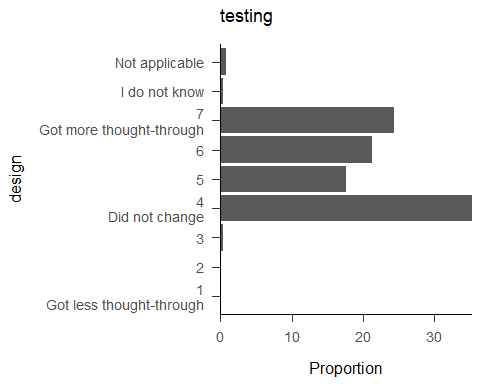 testing
Not applicable
I do not know
7
Got more thought-through
6
5
4
Did not change
3
2
1
Got less thought-through
design
0
10
20
30
Proportion